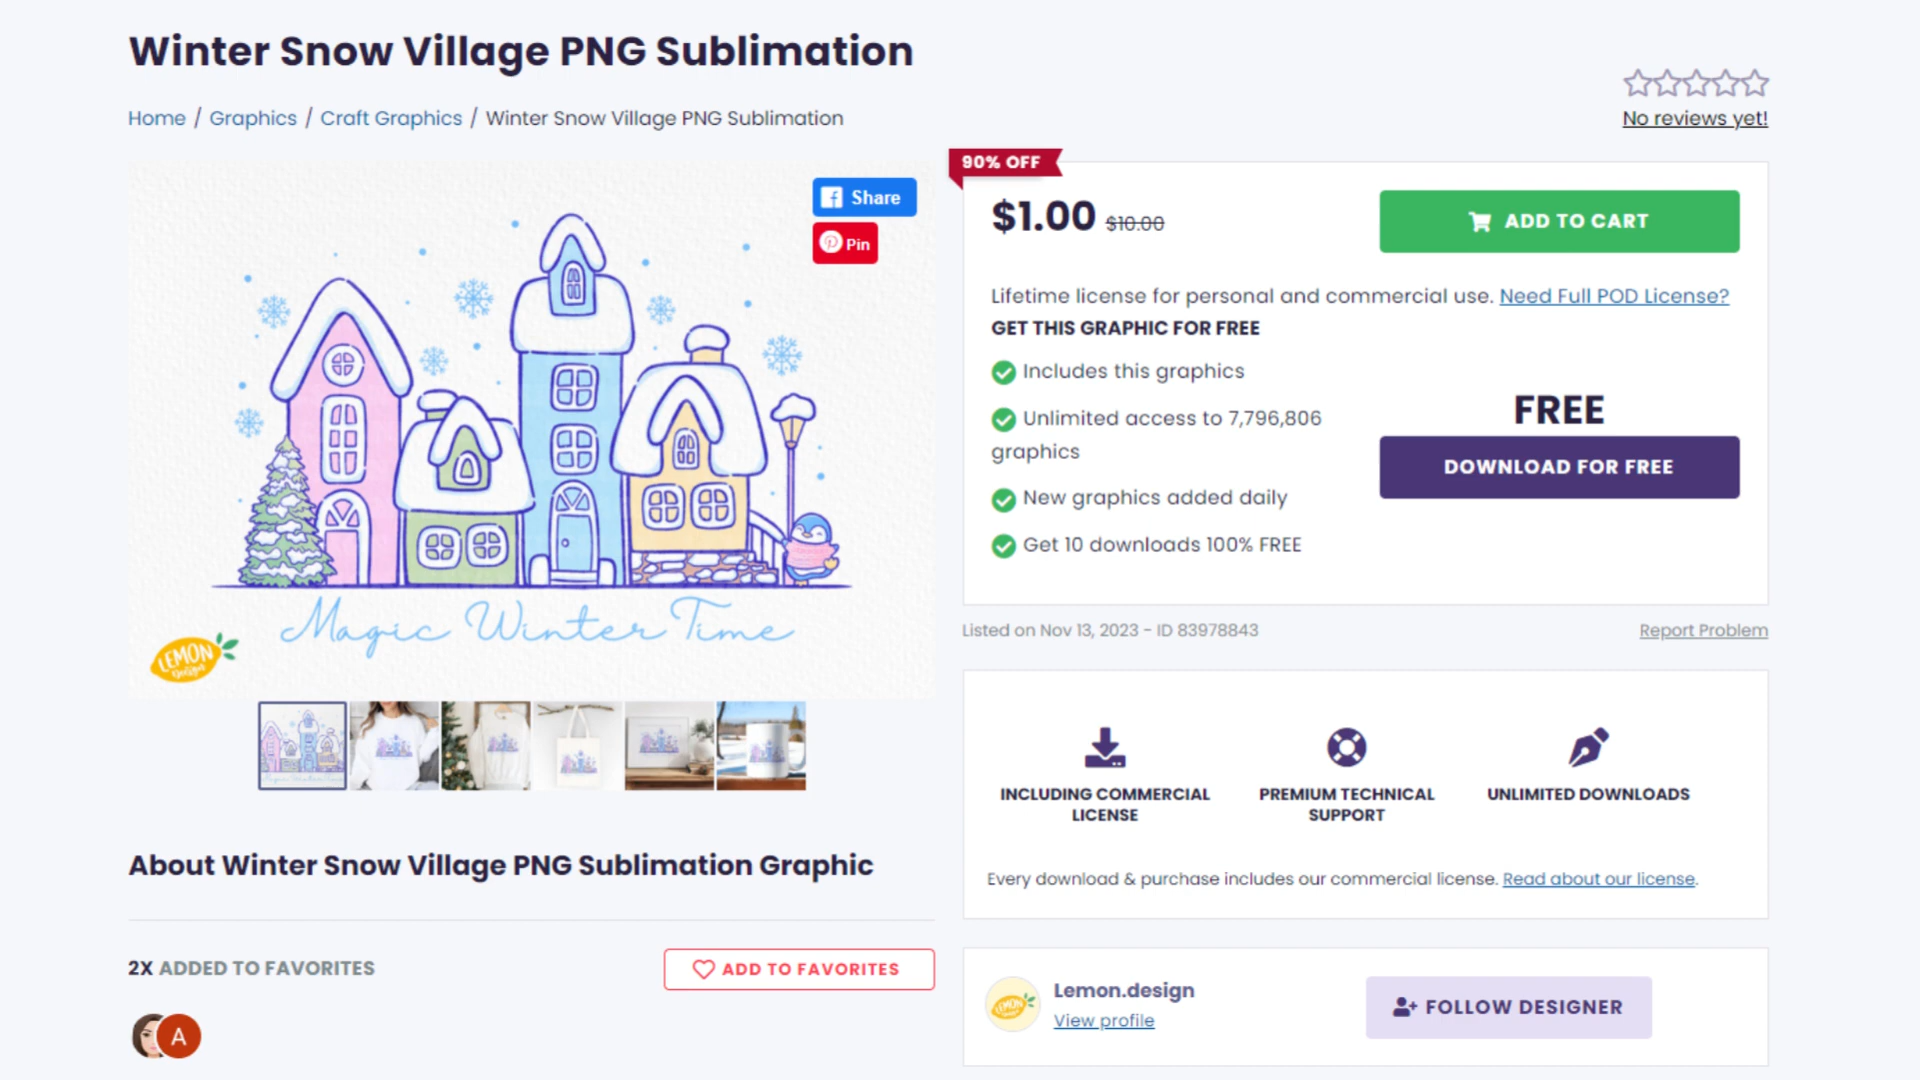 Winter Snow Village PNG Sublimation
Home / Graphics / Craft Graphics / Winter Snow Village PNG Sublimation
No reviews yet!
Share
Pin
Magic Winter Time
LEMON
Design
90% OFF
$1.00 $10.00
ADD TO CART
Lifetime license for personal and commercial use. Need Full POD License?
GET THIS GRAPHIC FOR FREE
Includes this graphics
Unlimited access to 7,796,806
graphics
New graphics added daily
Get 10 downloads 100% FREE
FREE
DOWNLOAD FOR FREE
Listed on Nov 13, 2023 - ID 83978843
Report Problem
INCLUDING COMMERCIAL
LICENSE
PREMIUM TECHNICAL
SUPPORT
UNLIMITED DOWNLOADS
Every download & purchase includes our commercial license. Read about our license.
About Winter Snow Village PNG Sublimation Graphic
2X ADDED TO FAVORITES
ADD TO FAVORITES
A
LEMON
Lemon.design
View profile
FOLLOW DESIGNER